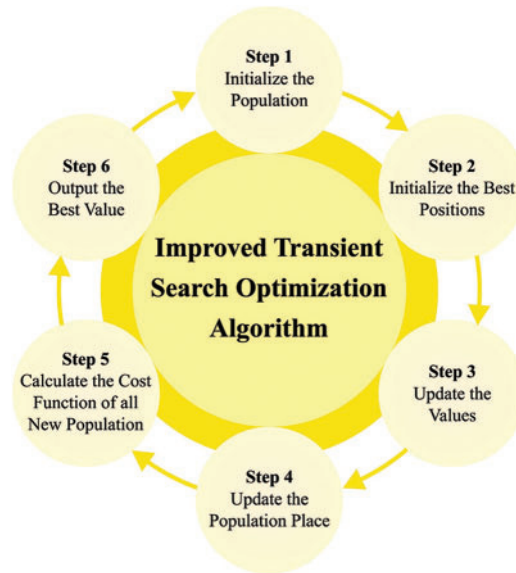 Step 1
Initialize the
Population
Step 2
Initialize the Best
Positions
Step 3
Update the
Values
Step 4
Update the
Population Place
Step 5
Calculate the Cost
Function of all
New Population
Step 6
Output the
Best Value
Improved Transient
Search Optimization
Algorithm